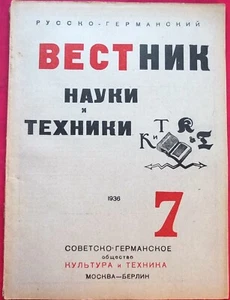 РУССКО-ГЕРМАНСКИЙ
ВЕСТНИК
НАУКИ
и
ТЕХНИКИ
К и Т
1936
7
СОВЕТСКО-ГЕРМАНСКОЕ
общество
КУЛЬТУРА и ТЕХНИКА
МОСКВА—БЕРЛИН